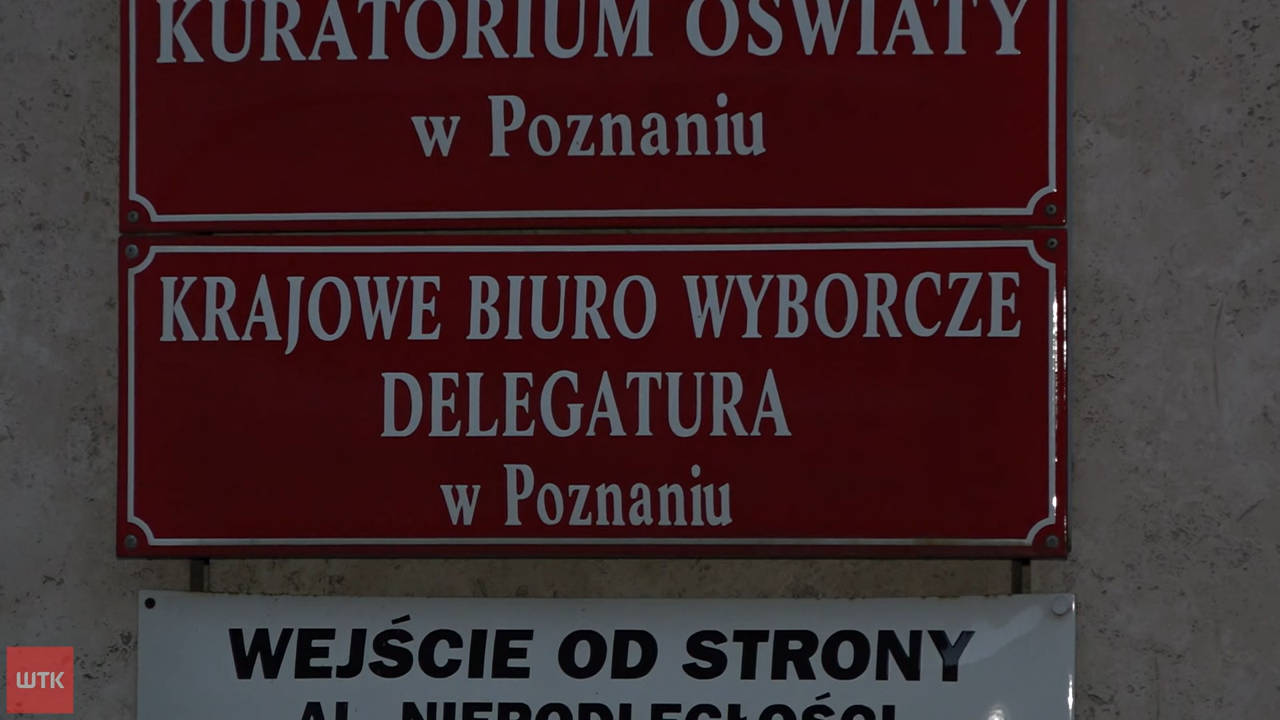 KURATORIUM OŚWIATY
w Poznaniu
KRAJOWE BIURO WYBORCZE
DELEGATURA
w Poznaniu
WEJŚCIE OD STRONY
AL. NIEPODLEGŁOŚCI
WTK